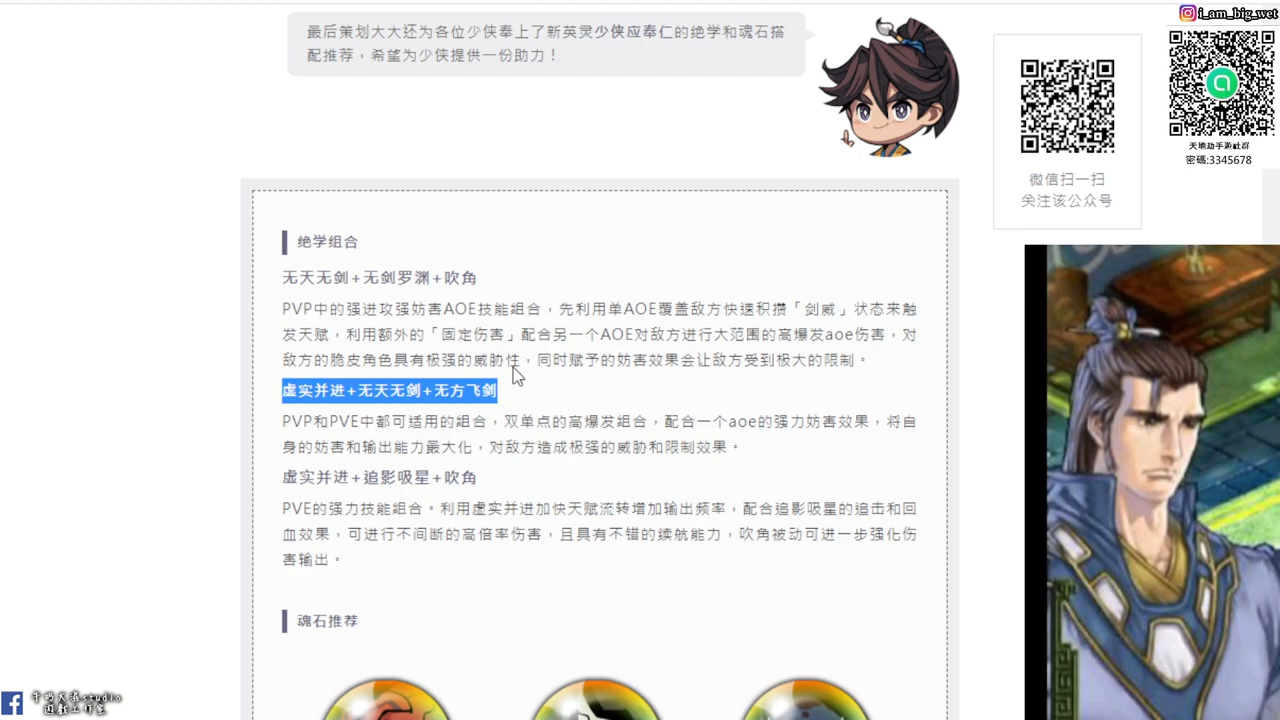 i_am_big_wet
最后策划大大还为各位少侠奉上了新英灵少侠应奉仁的绝学和魂石搭
配推荐，希望为少侠提供一份助力！
天地劫手游社群
密碼:3345678
微信扫一扫
关注该公众号
绝学组合
无天无剑+无剑罗渊+吹角
PVP中的强进攻强妨害AOE技能组合，先利用单AOE覆盖敌方快速积攒「剑威」状态来触
发天赋，利用额外的「固定伤害」配合另一个AOE对敌方进行大范围的高爆发aoe伤害，对
敌方的脆皮角色具有极强的威胁性，同时赋予的妨害效果会让敌方受到极大的限制。
虚实并进+无天无剑+无方飞剑
PVP和PVE中都可适用的组合，双单点的高爆发组合，配合一个aoe的强力妨害效果，将自
身的妨害和输出能力最大化，对敌方造成极强的威胁和限制效果。
虚实并进+追影吸星+吹角
PVE的强力技能组合。利用虚实并进加快天赋流转增加输出频率，配合追影吸星的追击和回
血效果，可进行不间断的高倍率伤害，且具有不错的续航能力，吹角被动可进一步强化伤
害输出。
魂石推荐
studio
遊戲工作室